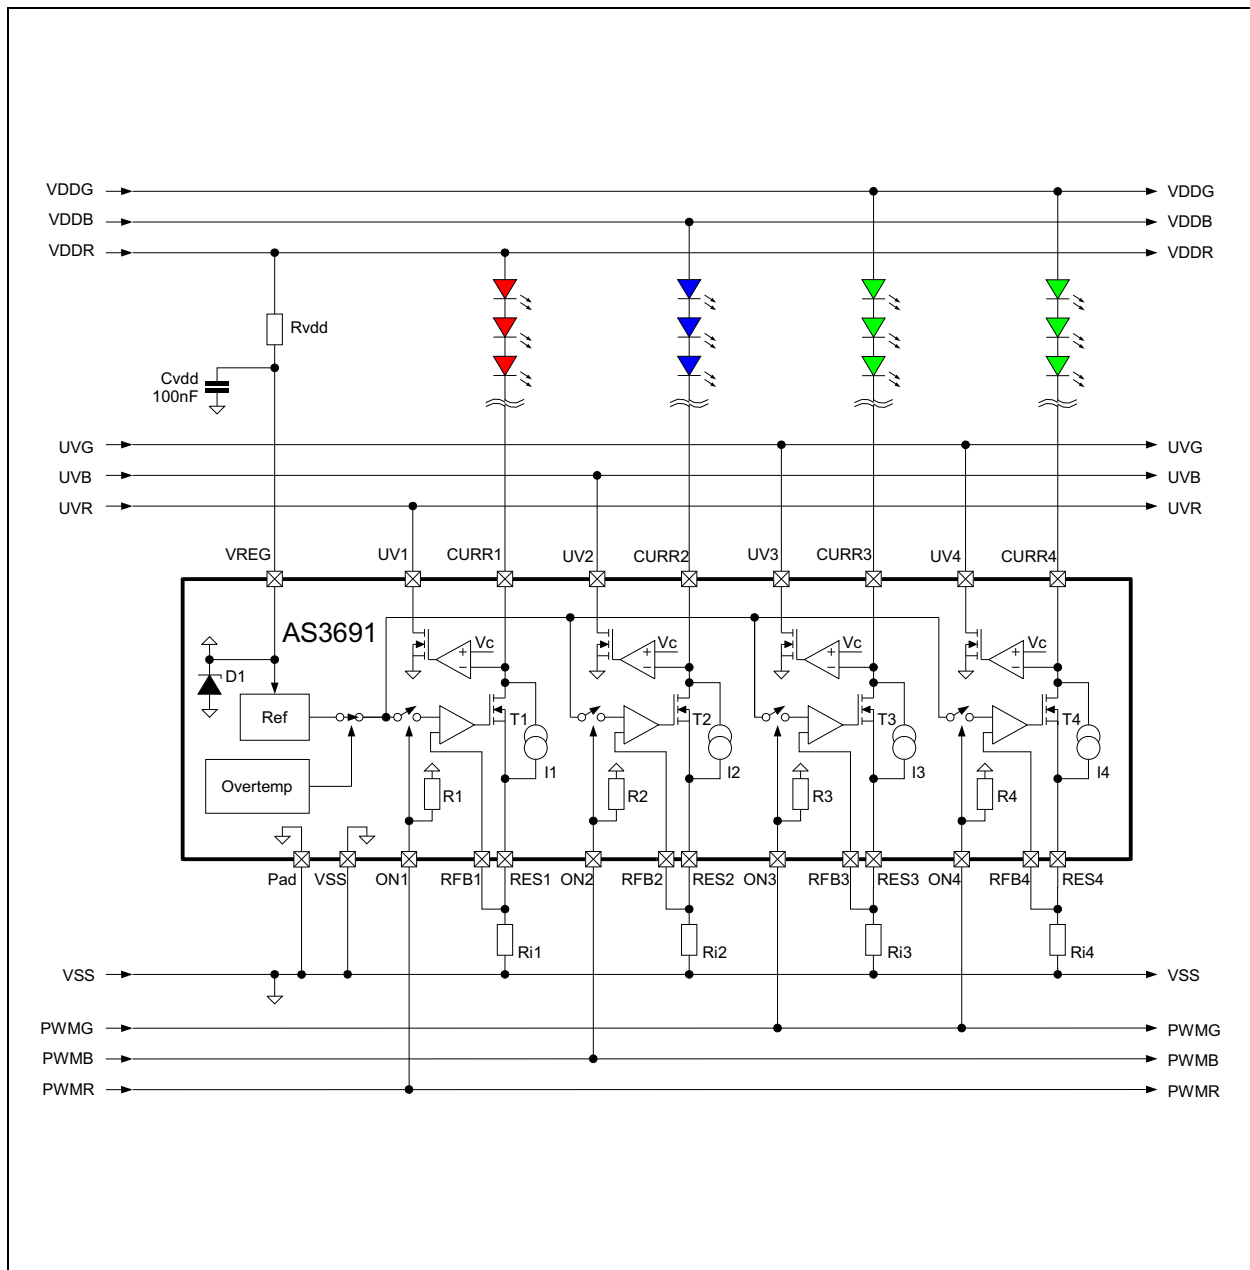 VDDG VDDG
VDDB VDDB
VDDR VDDR
Rvdd
Cvdd
100nF
UVG UVG
UVB UVB
UVR UVR
VREG UV1 CURR1 UV2 CURR2 UV3 CURR3 UV4 CURR4
AS3691
Vc Vc Vc Vc
+ + + +
− − − −
D1
Ref T1 T2 T3 T4
I1 I2 I3 I4
Overtemp R1 R2 R3 R4
Pad VSS ON1 RFB1 RES1 ON2 RFB2 RES2 ON3 RFB3 RES3 ON4 RFB4 RES4
Ri1 Ri2 Ri3 Ri4
VSS VSS
PWMG PWMG
PWMB PWMB
PWMR PWMR